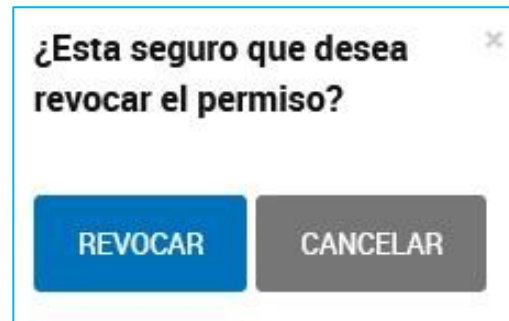 ¿Esta seguro que desea
revocar el permiso?
REVOCAR CANCELAR